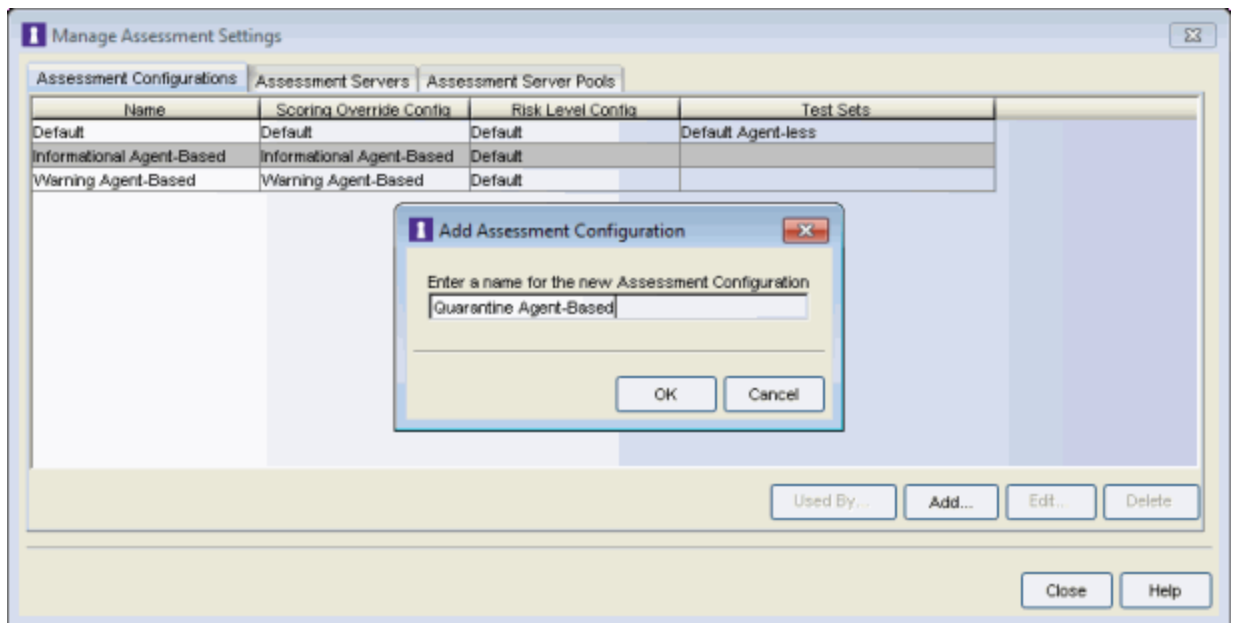 Manage Assessment Settings
Assessment Configurations Assessment Servers Assessment Server Pools
Name Scoring Override Config Risk Level Config Test Sets
Default Default Default Default Agent-less
Informational Agent-Based Informational Agent-Based Default
Warning Agent-Based Warning Agent-Based Default
Add Assessment Configuration
Enter a name for the new Assessment Configuration
Quarantine Agent-Based
OK Cancel
Used By... Add... Edit... Delete
Close Help